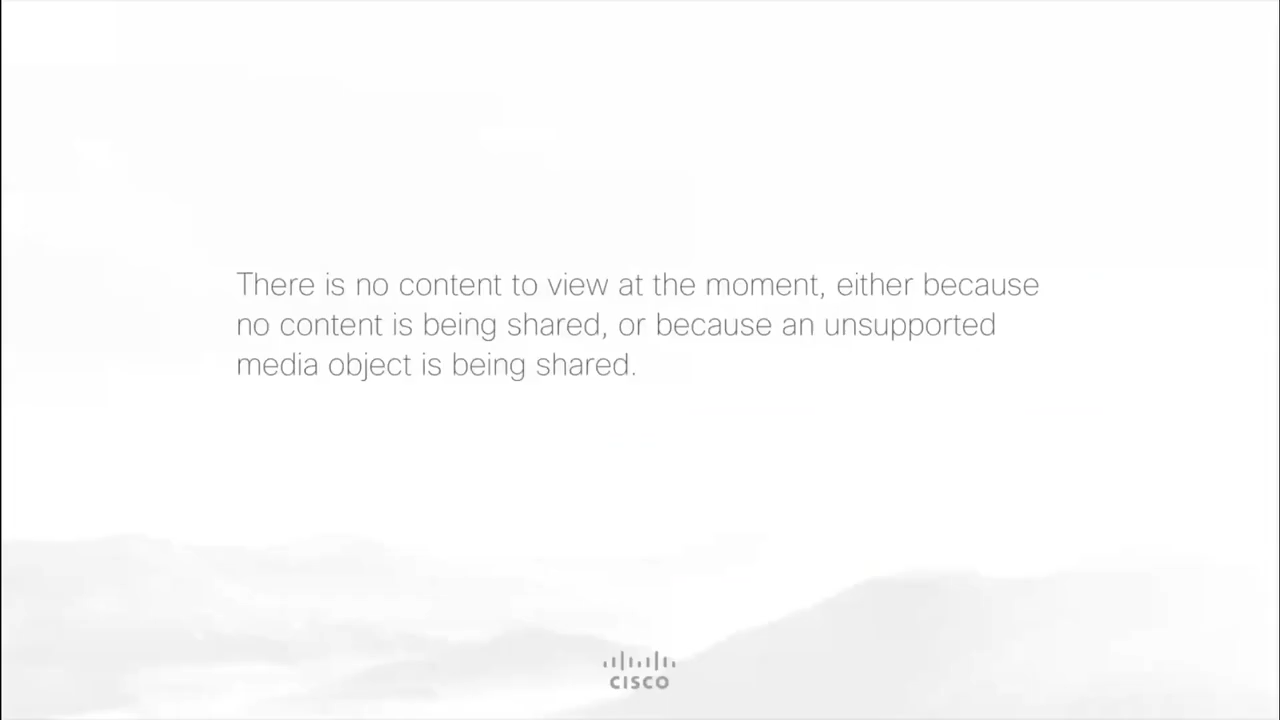 There is no content to view at the moment, either because
no content is being shared, or because an unsupported
media object is being shared.
CISCO